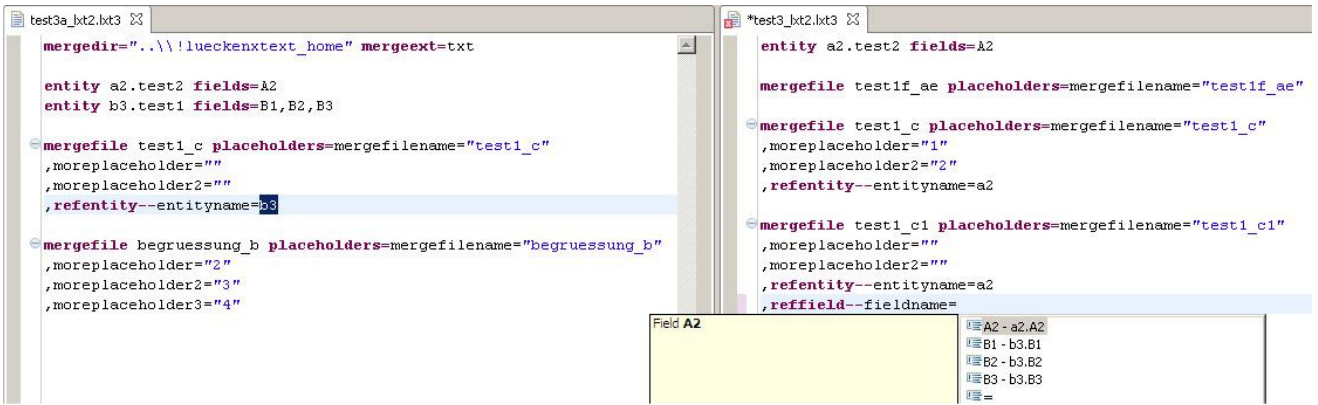 test3a_lxt2.lxt3
mergedir="..\\!lueckenxtext_home" mergeext=txt
entity a2.test2 fields=A2
entity b3.test1 fields=B1,B2,B3
mergefile test1_c placeholders=mergefilename="test1_c"
,moreplaceholder=""
,moreplaceholder2=""
,refentity--entityname=b3
mergefile begruessung_b placeholders=mergefilename="begruessung_b"
,moreplaceholder="2"
,moreplaceholder2="3"
,moreplaceholder3="4"
*test3_lxt2.lxt3
entity a2.test2 fields=A2
mergefile test1f_ae placeholders=mergefilename="test1f_ae"
mergefile test1_c placeholders=mergefilename="test1_c"
,moreplaceholder="1"
,moreplaceholder2="2"
,refentity--entityname=a2
mergefile test1_c1 placeholders=mergefilename="test1_c1"
,moreplaceholder=""
,moreplaceholder2=""
,refentity--entityname=a2
,reffield--fieldname=
Field A2
A2 - a2.A2
B1 - b3.B1
B2 - b3.B2
B3 - b3.B3
=